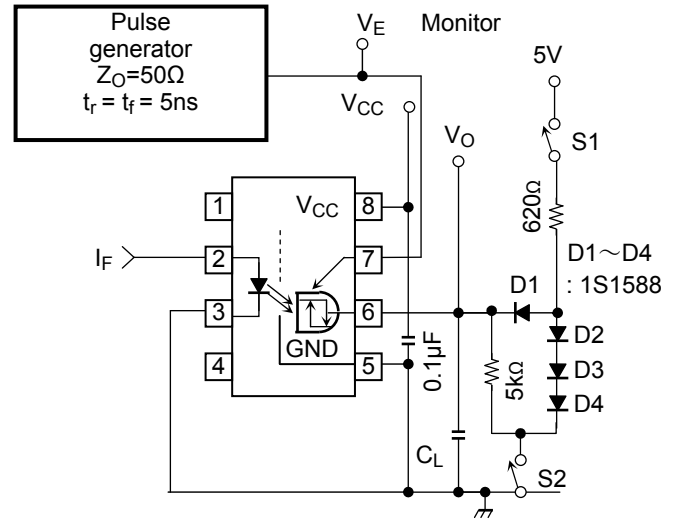 Pulse
generator
ZO=50Ω
tr = tf = 5ns
VE
Monitor
5V
VCC
VO
S1
620Ω
1
VCC
8
D1～D4
: 1S1588
IF
2
7
D1
3
6
D2
GND
0.1μF
5kΩ
D3
4
5
D4
CL
S2